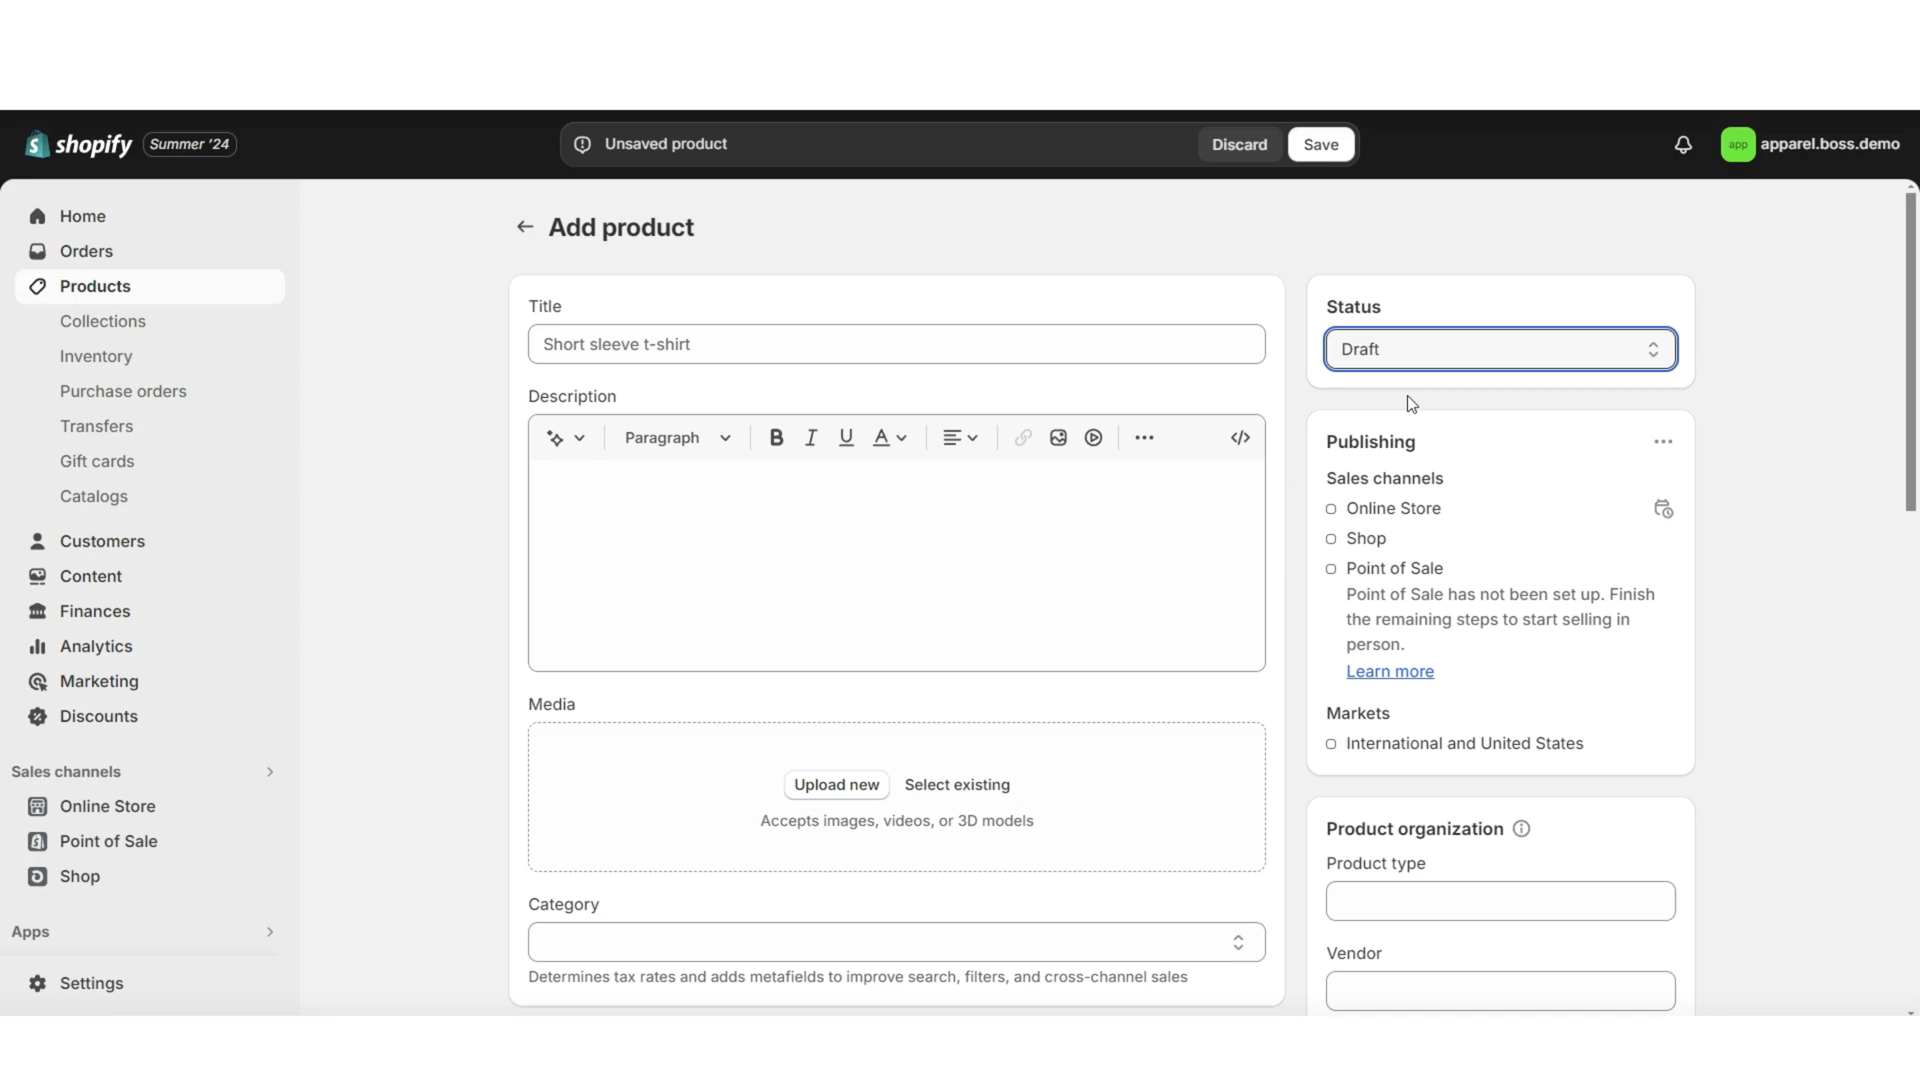 shopify Summer '24
Unsaved product
Discard
Save
app apparel.boss.demo
Home
Orders
Products
Collections
Inventory
Purchase orders
Transfers
Gift cards
Catalogs
Customers
Content
Finances
Analytics
Marketing
Discounts
Sales channels
Online Store
Point of Sale
Shop
Apps
Settings
Add product
Title
Short sleeve t-shirt
Description
Paragraph B I U A
Media
Upload new Select existing
Accepts images, videos, or 3D models
Category
Determines tax rates and adds metafields to improve search, filters, and cross-channel sales
Status
Draft
Publishing
Sales channels
Online Store
Shop
Point of Sale
Point of Sale has not been set up. Finish
the remaining steps to start selling in
person.
Learn more
Markets
International and United States
Product organization
Product type
Vendor